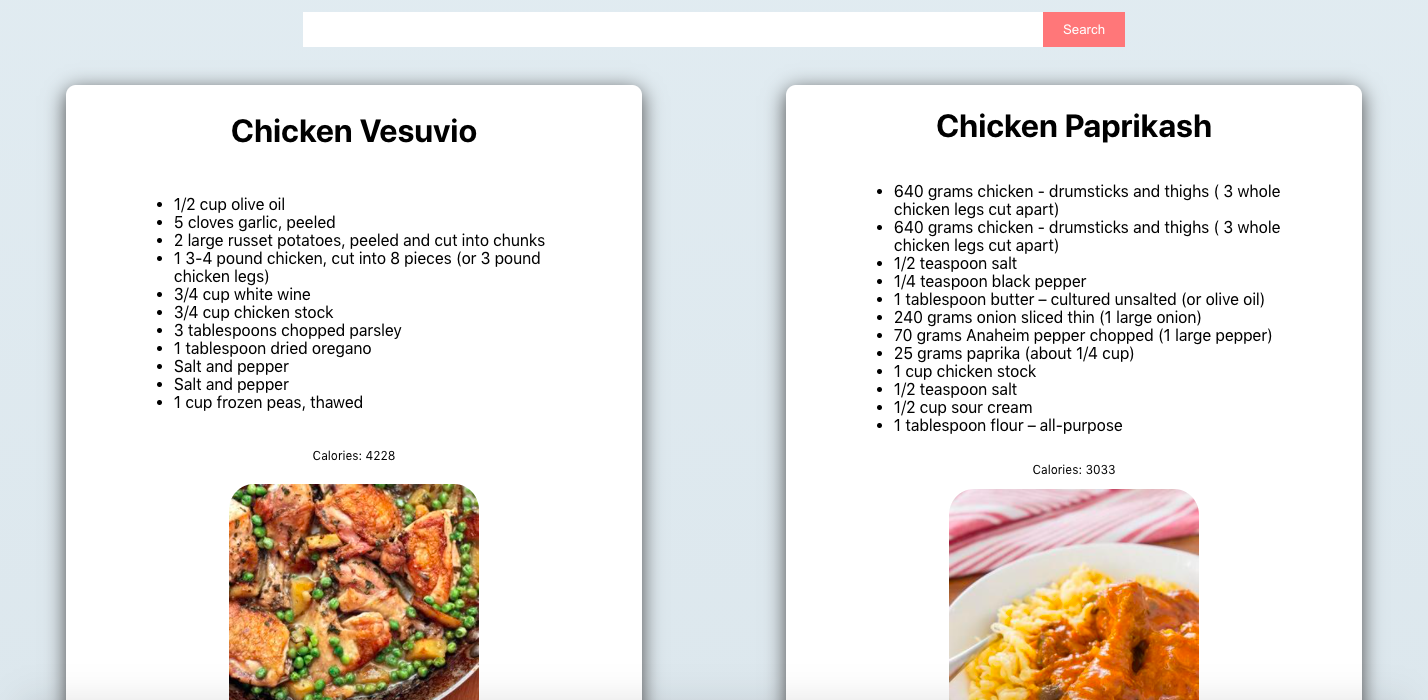 Search
Chicken Vesuvio
1/2 cup olive oil
5 cloves garlic, peeled
2 large russet potatoes, peeled and cut into chunks
1 3-4 pound chicken, cut into 8 pieces (or 3 pound
chicken legs)
3/4 cup white wine
3/4 cup chicken stock
3 tablespoons chopped parsley
1 tablespoon dried oregano
Salt and pepper
Salt and pepper
1 cup frozen peas, thawed
Calories: 4228
Chicken Paprikash
640 grams chicken - drumsticks and thighs ( 3 whole
chicken legs cut apart)
640 grams chicken - drumsticks and thighs ( 3 whole
chicken legs cut apart)
1/2 teaspoon salt
1/4 teaspoon black pepper
1 tablespoon butter – cultured unsalted (or olive oil)
240 grams onion sliced thin (1 large onion)
70 grams Anaheim pepper chopped (1 large pepper)
25 grams paprika (about 1/4 cup)
1 cup chicken stock
1/2 teaspoon salt
1/2 cup sour cream
1 tablespoon flour – all-purpose
Calories: 3033